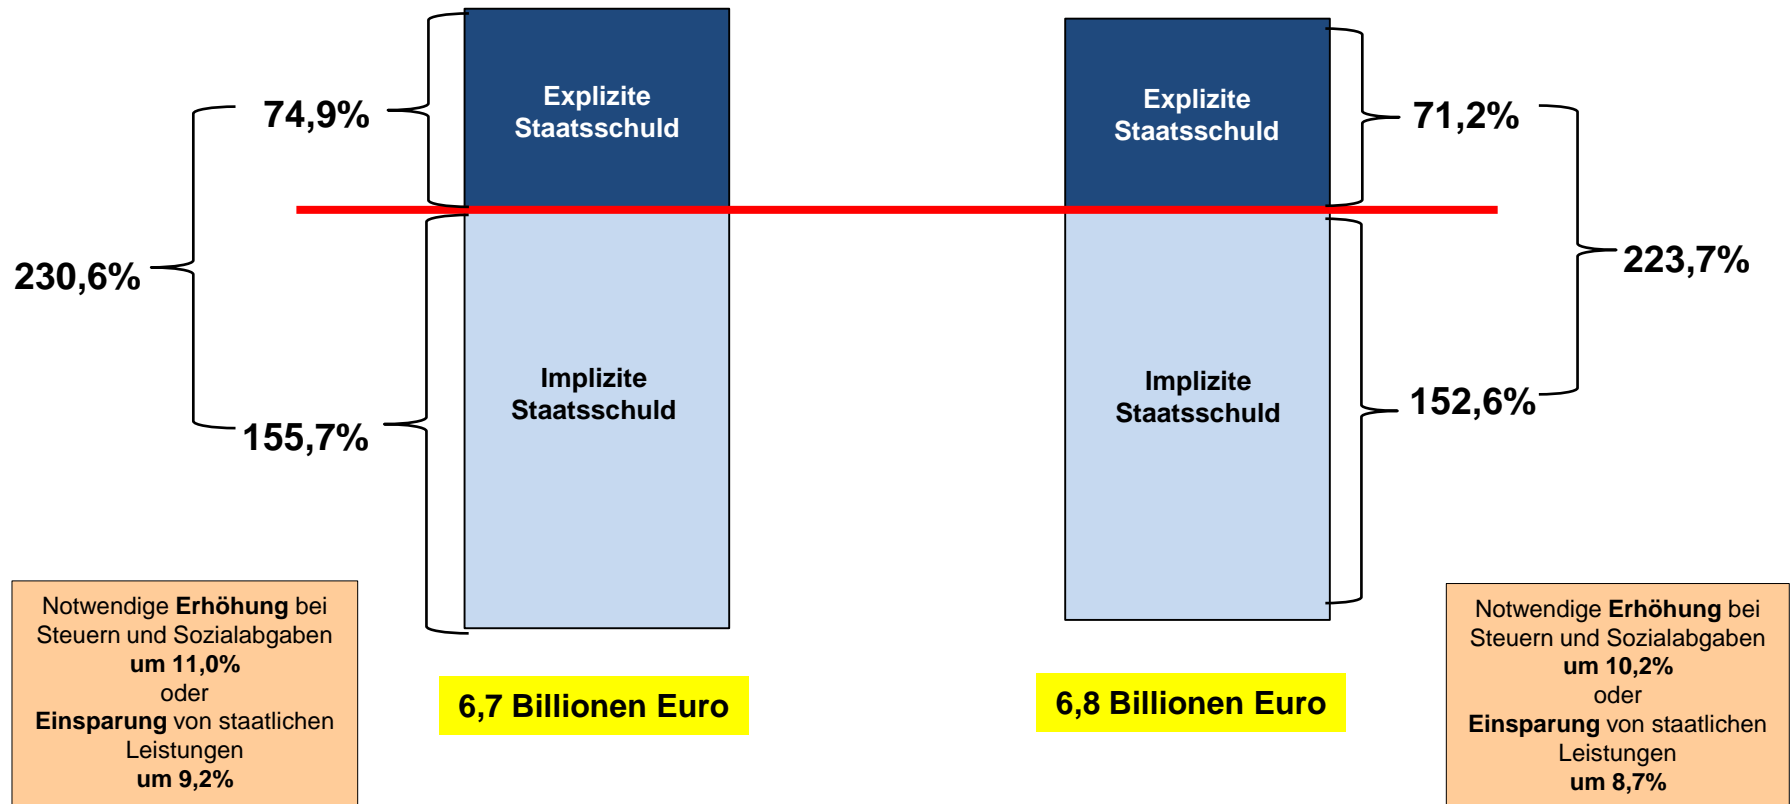 Explizite
Staatsschuld
74,9%
230,6%
Implizite
Staatsschuld
155,7%
Notwendige Erhöhung bei
Steuern und Sozialabgaben
um 11,0%
oder
Einsparung von staatlichen
Leistungen
um 9,2%
6,7 Billionen Euro
Explizite
Staatsschuld
71,2%
223,7%
Implizite
Staatsschuld
152,6%
6,8 Billionen Euro
Notwendige Erhöhung bei
Steuern und Sozialabgaben
um 10,2%
oder
Einsparung von staatlichen
Leistungen
um 8,7%